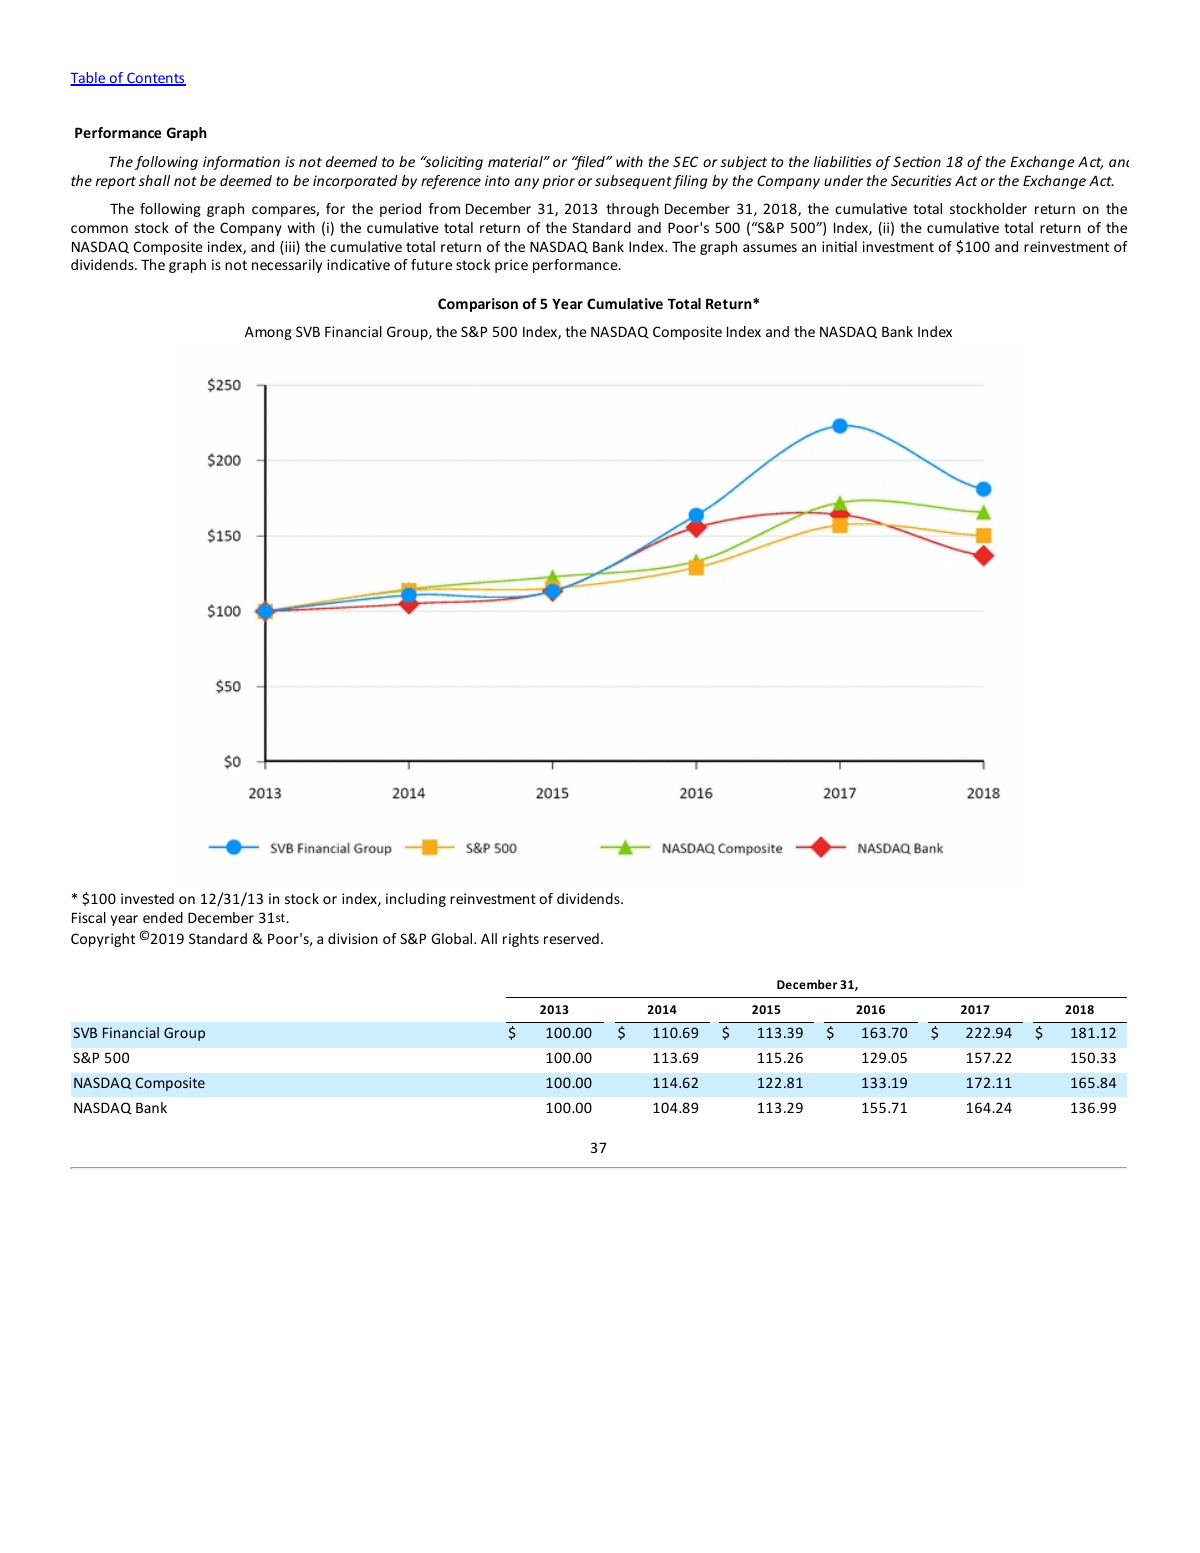 Table of Contents
Performance Graph
The following information is not deemed to be “soliciting material” or “filed” with the SEC or subject to the liabilities of Section 18 of the Exchange Act, and
the report shall not be deemed to be incorporated by reference into any prior or subsequent filing by the Company under the Securities Act or the Exchange Act.
The following graph compares, for the period from December 31, 2013 through December 31, 2018, the cumulative total stockholder return on the
common stock of the Company with (i) the cumulative total return of the Standard and Poor's 500 (“S&P 500”) Index, (ii) the cumulative total return of the
NASDAQ Composite index, and (iii) the cumulative total return of the NASDAQ Bank Index. The graph assumes an initial investment of $100 and reinvestment of
dividends. The graph is not necessarily indicative of future stock price performance.
Comparison of 5 Year Cumulative Total Return*
Among SVB Financial Group, the S&P 500 Index, the NASDAQ Composite Index and the NASDAQ Bank Index
$250
$200
$150
$100
$50
$0
2013 2014 2015 2016 2017 2018
SVB Financial Group S&P 500 NASDAQ Composite NASDAQ Bank
* $100 invested on 12/31/13 in stock or index, including reinvestment of dividends.
Fiscal year ended December 31st.
Copyright ©2019 Standard & Poor's, a division of S&P Global. All rights reserved.
December 31,
2013 2014 2015 2016 2017 2018
SVB Financial Group $ 100.00 $ 110.69 $ 113.39 $ 163.70 $ 222.94 $ 181.12
S&P 500 100.00 113.69 115.26 129.05 157.22 150.33
NASDAQ Composite 100.00 114.62 122.81 133.19 172.11 165.84
NASDAQ Bank 100.00 104.89 113.29 155.71 164.24 136.99
37